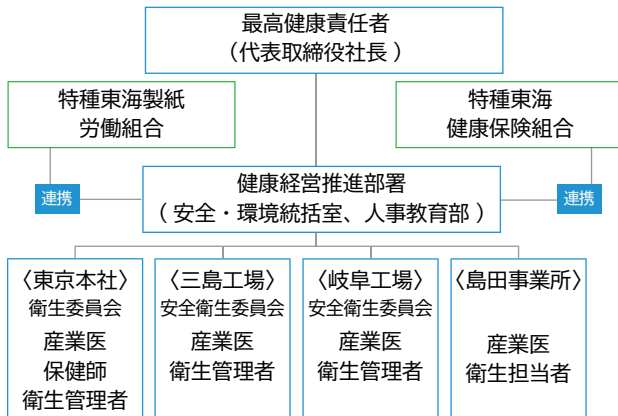 最高健康責任者
（代表取締役社長）
特種東海製紙
労働組合
特種東海
健康保険組合
連携
健康経営推進部署
（安全・環境統括室、人事教育部）
連携
〈東京本社〉
衛生委員会
産業医
保健師
衛生管理者
〈三島工場〉
安全衛生委員会
産業医
衛生管理者
〈岐阜工場〉
安全衛生委員会
産業医
衛生管理者
〈島田事業所〉
産業医
衛生担当者